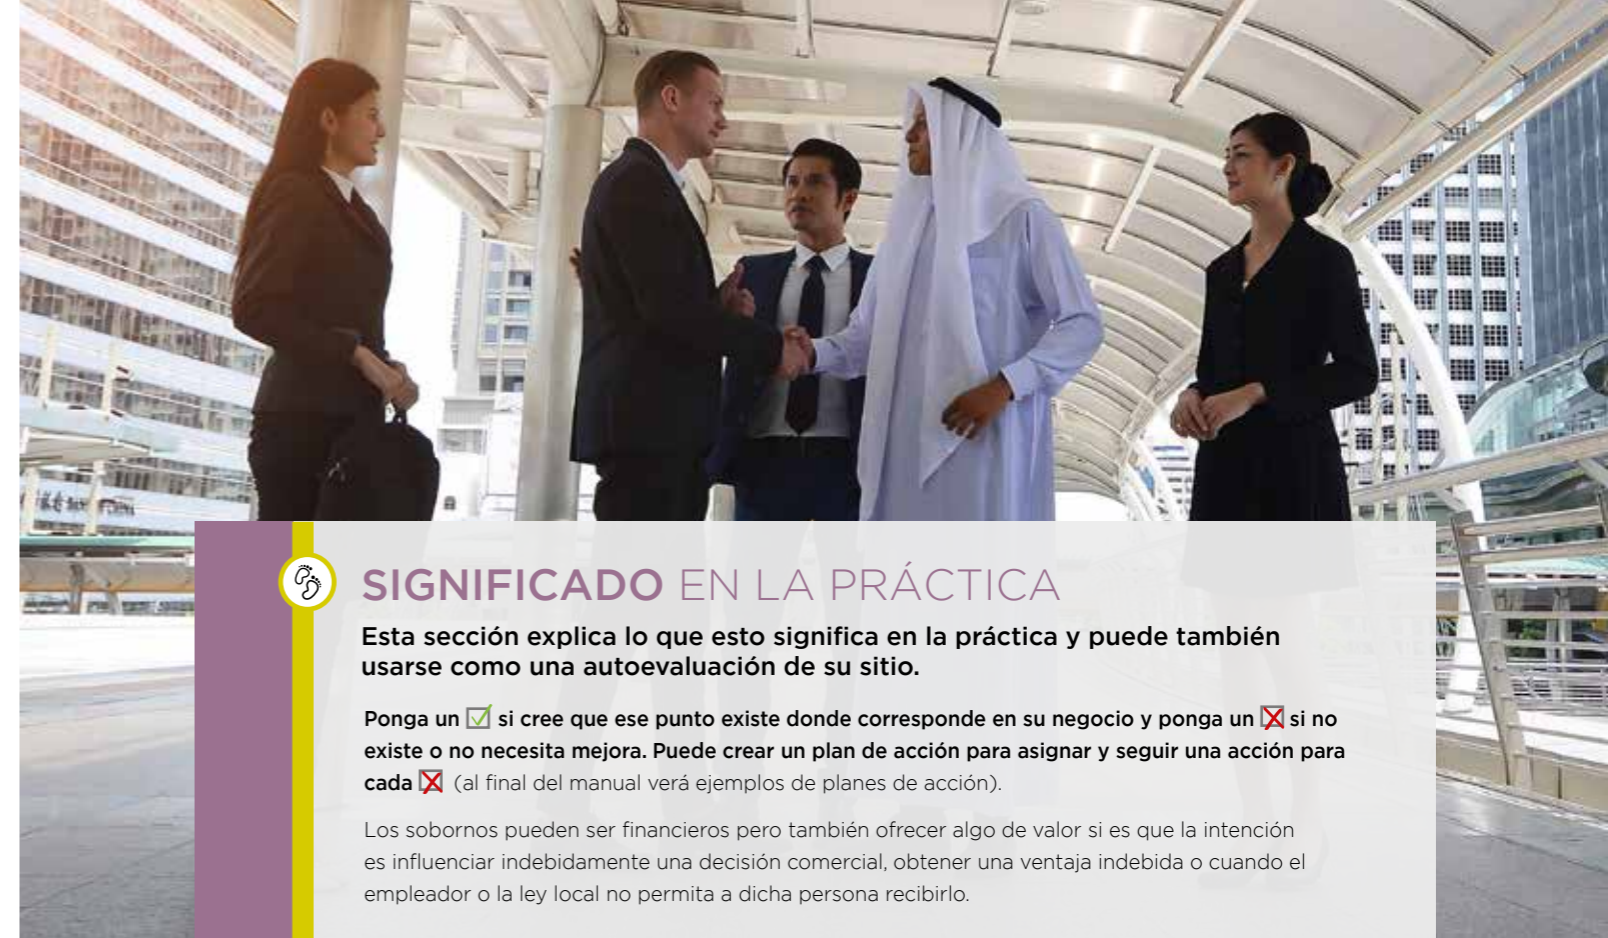 SIGNIFICADO EN LA PRÁCTICA
Esta sección explica lo que esto significa en la práctica y puede también
usarse como una autoevaluación de su sitio.
Ponga un si cree que ese punto existe donde corresponde en su negocio y ponga un si no
existe o no necesita mejora. Puede crear un plan de acción para asignar y seguir una acción para
cada (al final del manual verá ejemplos de planes de acción).
Los sobornos pueden ser financieros pero también ofrecer algo de valor si es que la intención
es influenciar indebidamente una decisión comercial, obtener una ventaja indebida o cuando el
empleador o la ley local no permita a dicha persona recibirlo.